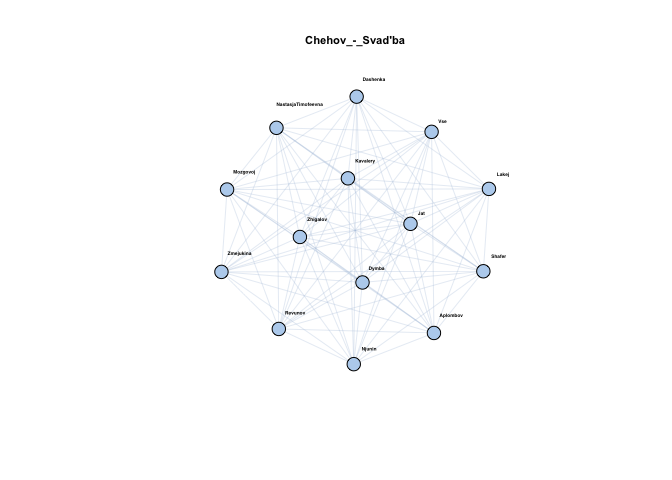 Chehov_-_Svad'ba
Dashenka
NastasjaTimofeevna
Vse
Kavalery
Mozgovoj
Lakej
Jat
Zhigalov
Zmejukina
Shafer
Dymba
Revunov
Aplombov
Njunin